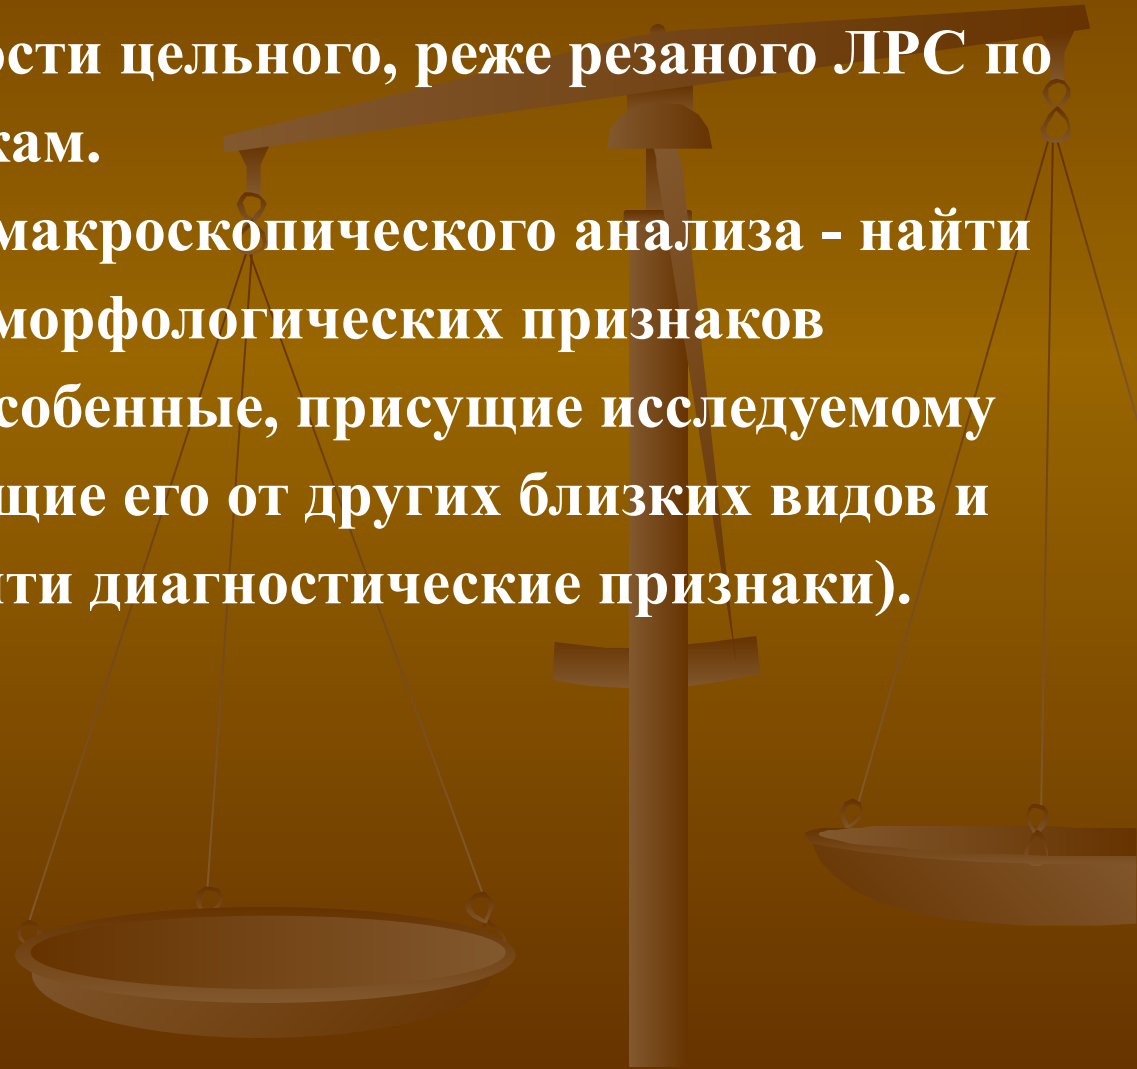 ости цельного, реже резаного ЛРС по
кам.
макроскопического анализа - найти
морфологических признаков
собенные, присущие исследуемому
щие его от других близких видов и
ти диагностические признаки).